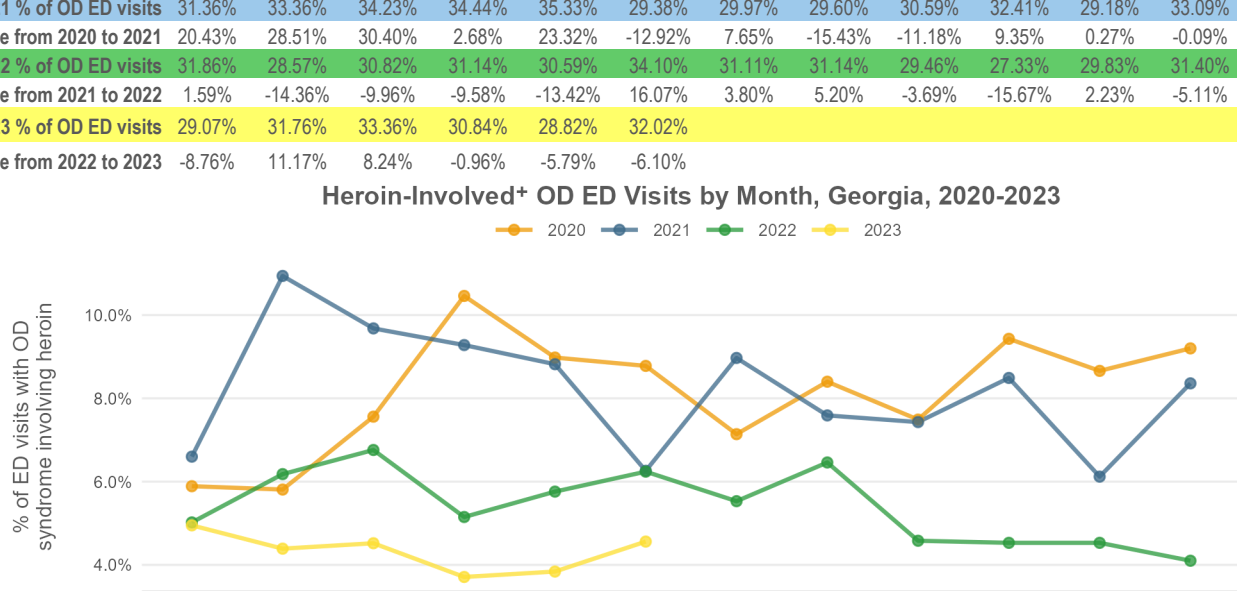 1 % of OD ED visits 31.36% 33.36% 34.23% 34.44% 35.33% 29.38% 29.97% 29.60% 30.59% 32.41% 29.18% 33.09%
e from 2020 to 2021 20.43% 28.51% 30.40% 2.68% 23.32% -12.92% 7.65% -15.43% -11.18% 9.35% 0.27% -0.09%
2 % of OD ED visits 31.86% 28.57% 30.82% 31.14% 30.59% 34.10% 31.11% 31.14% 29.46% 27.33% 29.83% 31.40%
e from 2021 to 2022 1.59% -14.36% -9.96% -9.58% -13.42% 16.07% 3.80% 5.20% -3.69% -15.67% 2.23% -5.11%
3 % of OD ED visits 29.07% 31.76% 33.36% 30.84% 28.82% 32.02%
e from 2022 to 2023 -8.76% 11.17% 8.24% -0.96% -5.79% -6.10%
Heroin-Involved⁺ OD ED Visits by Month, Georgia, 2020-2023
2020 2021 2022 2023
% of ED visits with OD
syndrome involving heroin
10.0%
8.0%
6.0%
4.0%